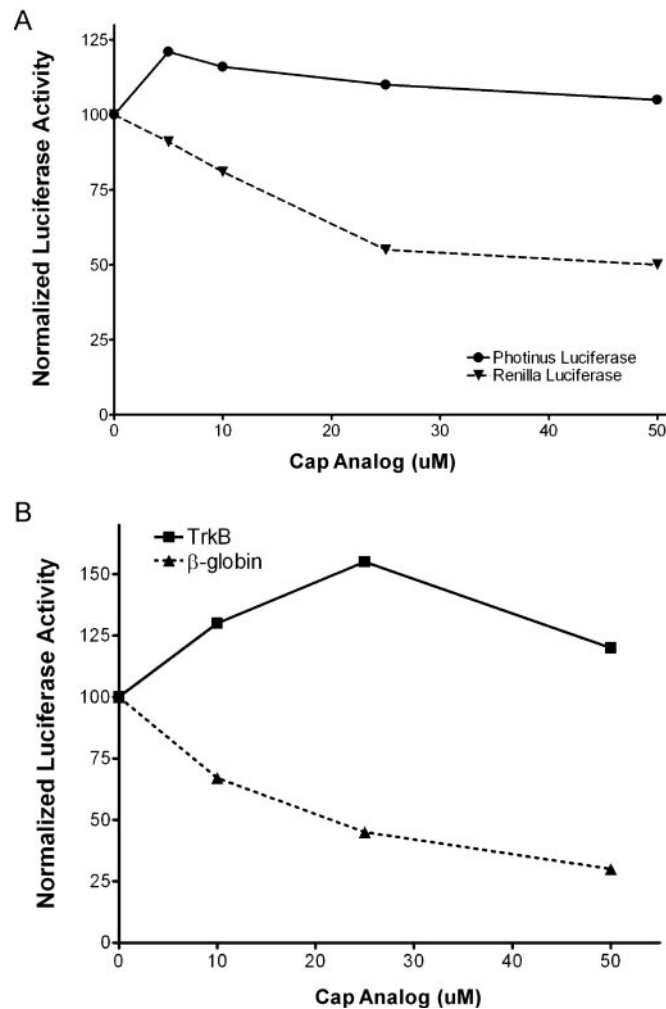 A
125
100
75
50
25
0
Normalized Luciferase Activity
Photinus Luciferase
Renilla Luciferase
0 10 20 30 40 50
Cap Analog (uM)
B
TrkB
β-globin
150
125
100
75
50
25
0
Normalized Luciferase Activity
0 10 20 30 40 50
Cap Analog (uM)